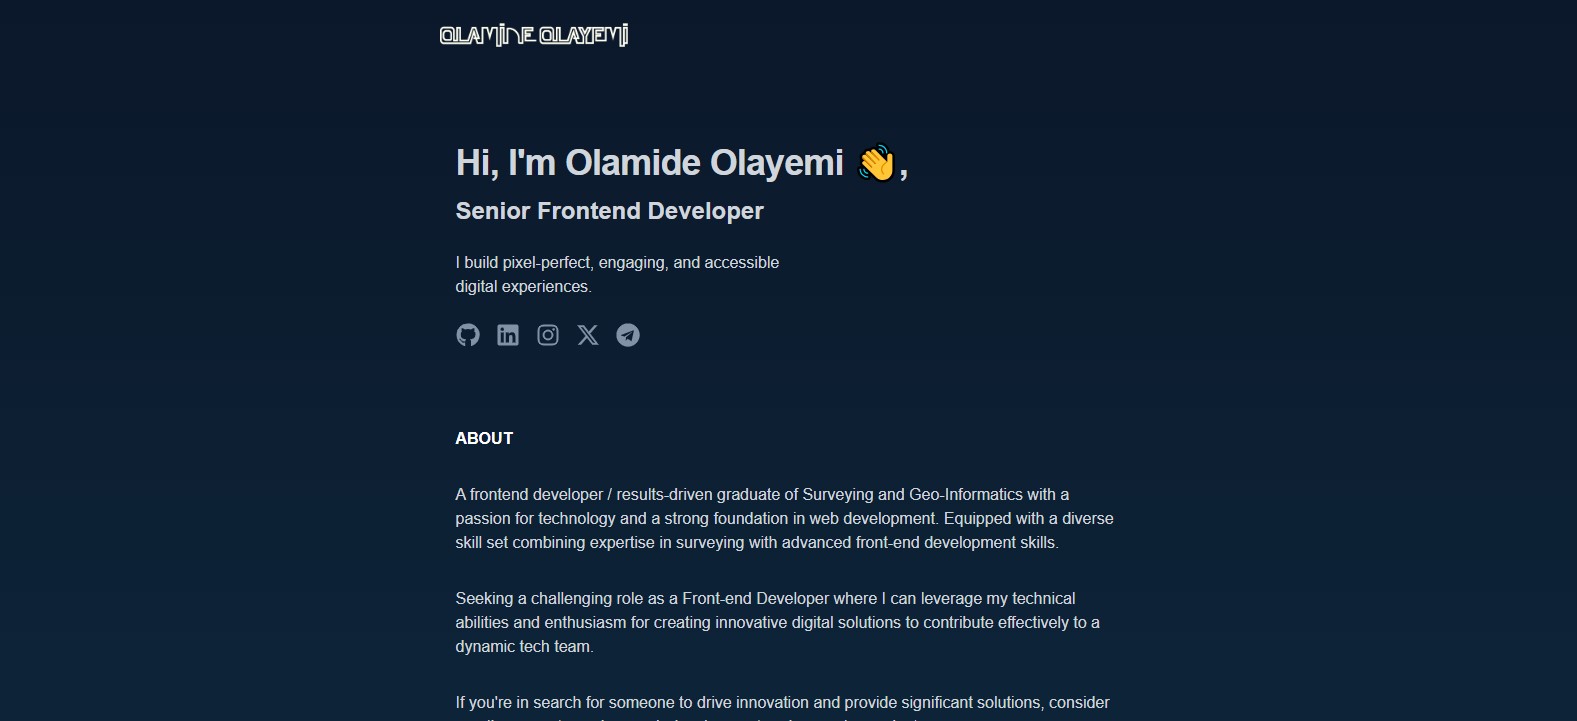 OLAMIDE OLAYEMI
Hi, I'm Olamide Olayemi 👋,
Senior Frontend Developer
I build pixel-perfect, engaging, and accessible
digital experiences.
ABOUT
A frontend developer / results-driven graduate of Surveying and Geo-Informatics with a
passion for technology and a strong foundation in web development. Equipped with a diverse
skill set combining expertise in surveying with advanced front-end development skills.
Seeking a challenging role as a Front-end Developer where I can leverage my technical
abilities and enthusiasm for creating innovative digital solutions to contribute effectively to a
dynamic tech team.
If you're in search for someone to drive innovation and provide significant solutions, consider